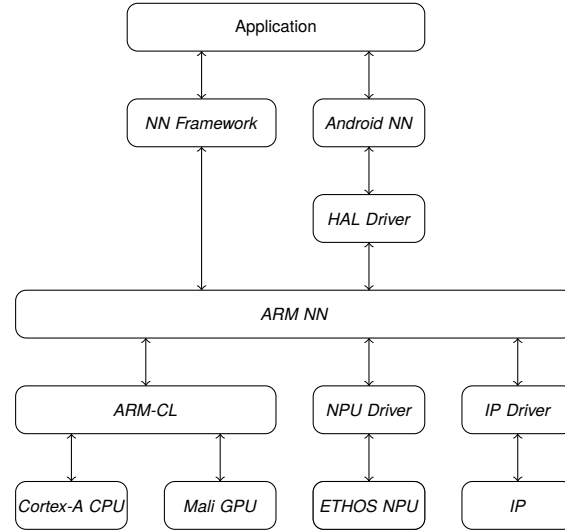 Application
NN Framework
Android NN
HAL Driver
ARM NN
ARM-CL
NPU Driver
IP Driver
Cortex-A CPU
Mali GPU
ETHOS NPU
IP